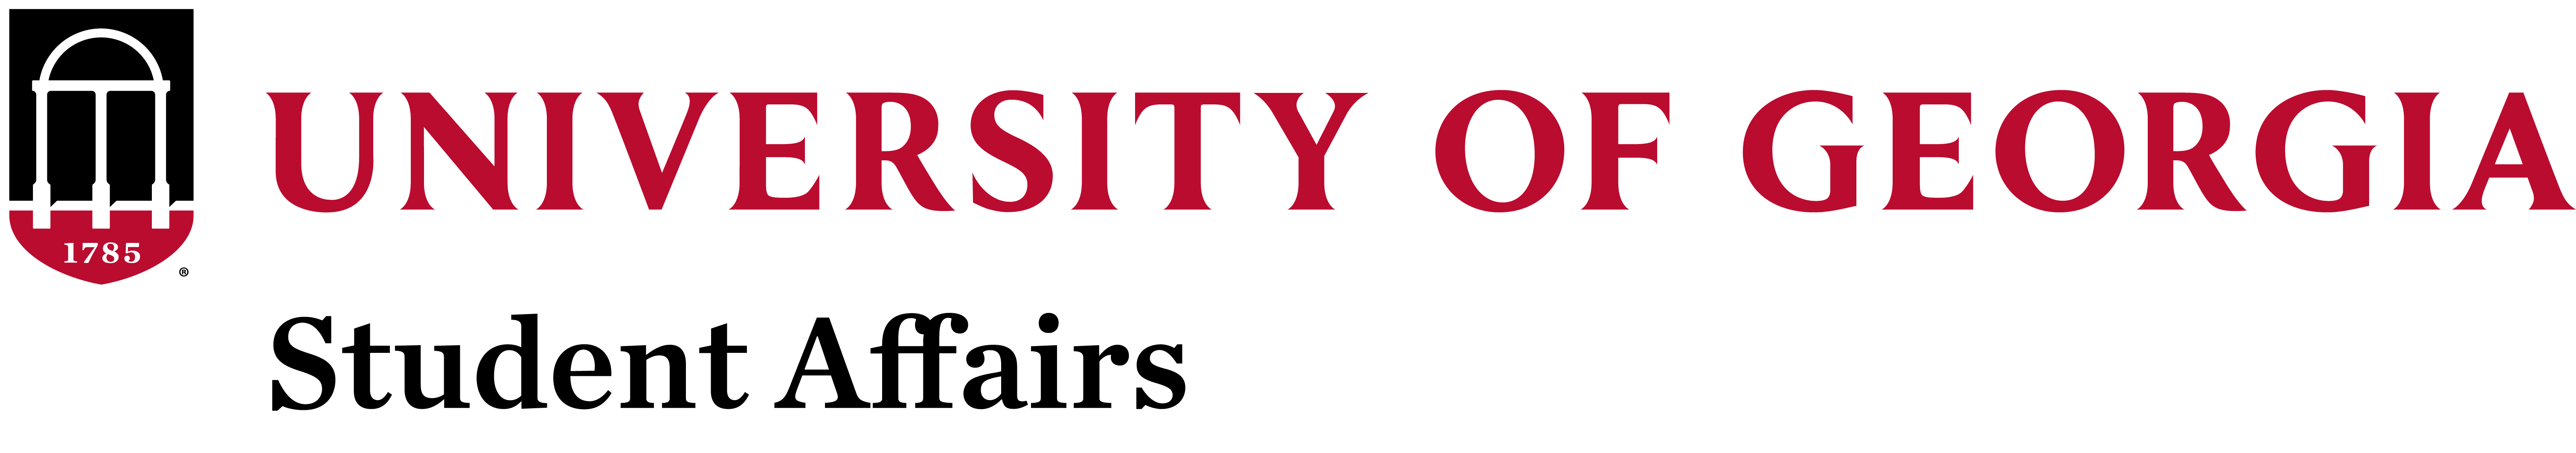 UNIVERSITY OF GEORGIA
1785
®
Student Affairs